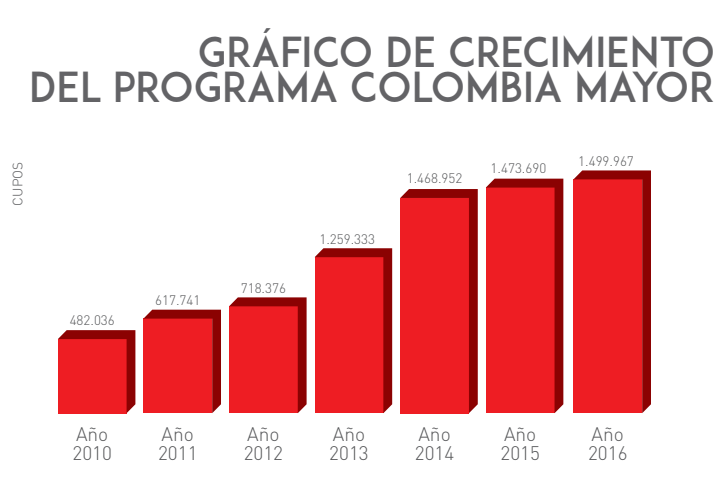 GRÁFICO DE CRECIMIENTO
DEL PROGRAMA COLOMBIA MAYOR
CUPOS
482.036
617.741
718.376
1.259.333
1.468.952
1.473.690
1.499.967
Año
2010
Año
2011
Año
2012
Año
2013
Año
2014
Año
2015
Año
2016